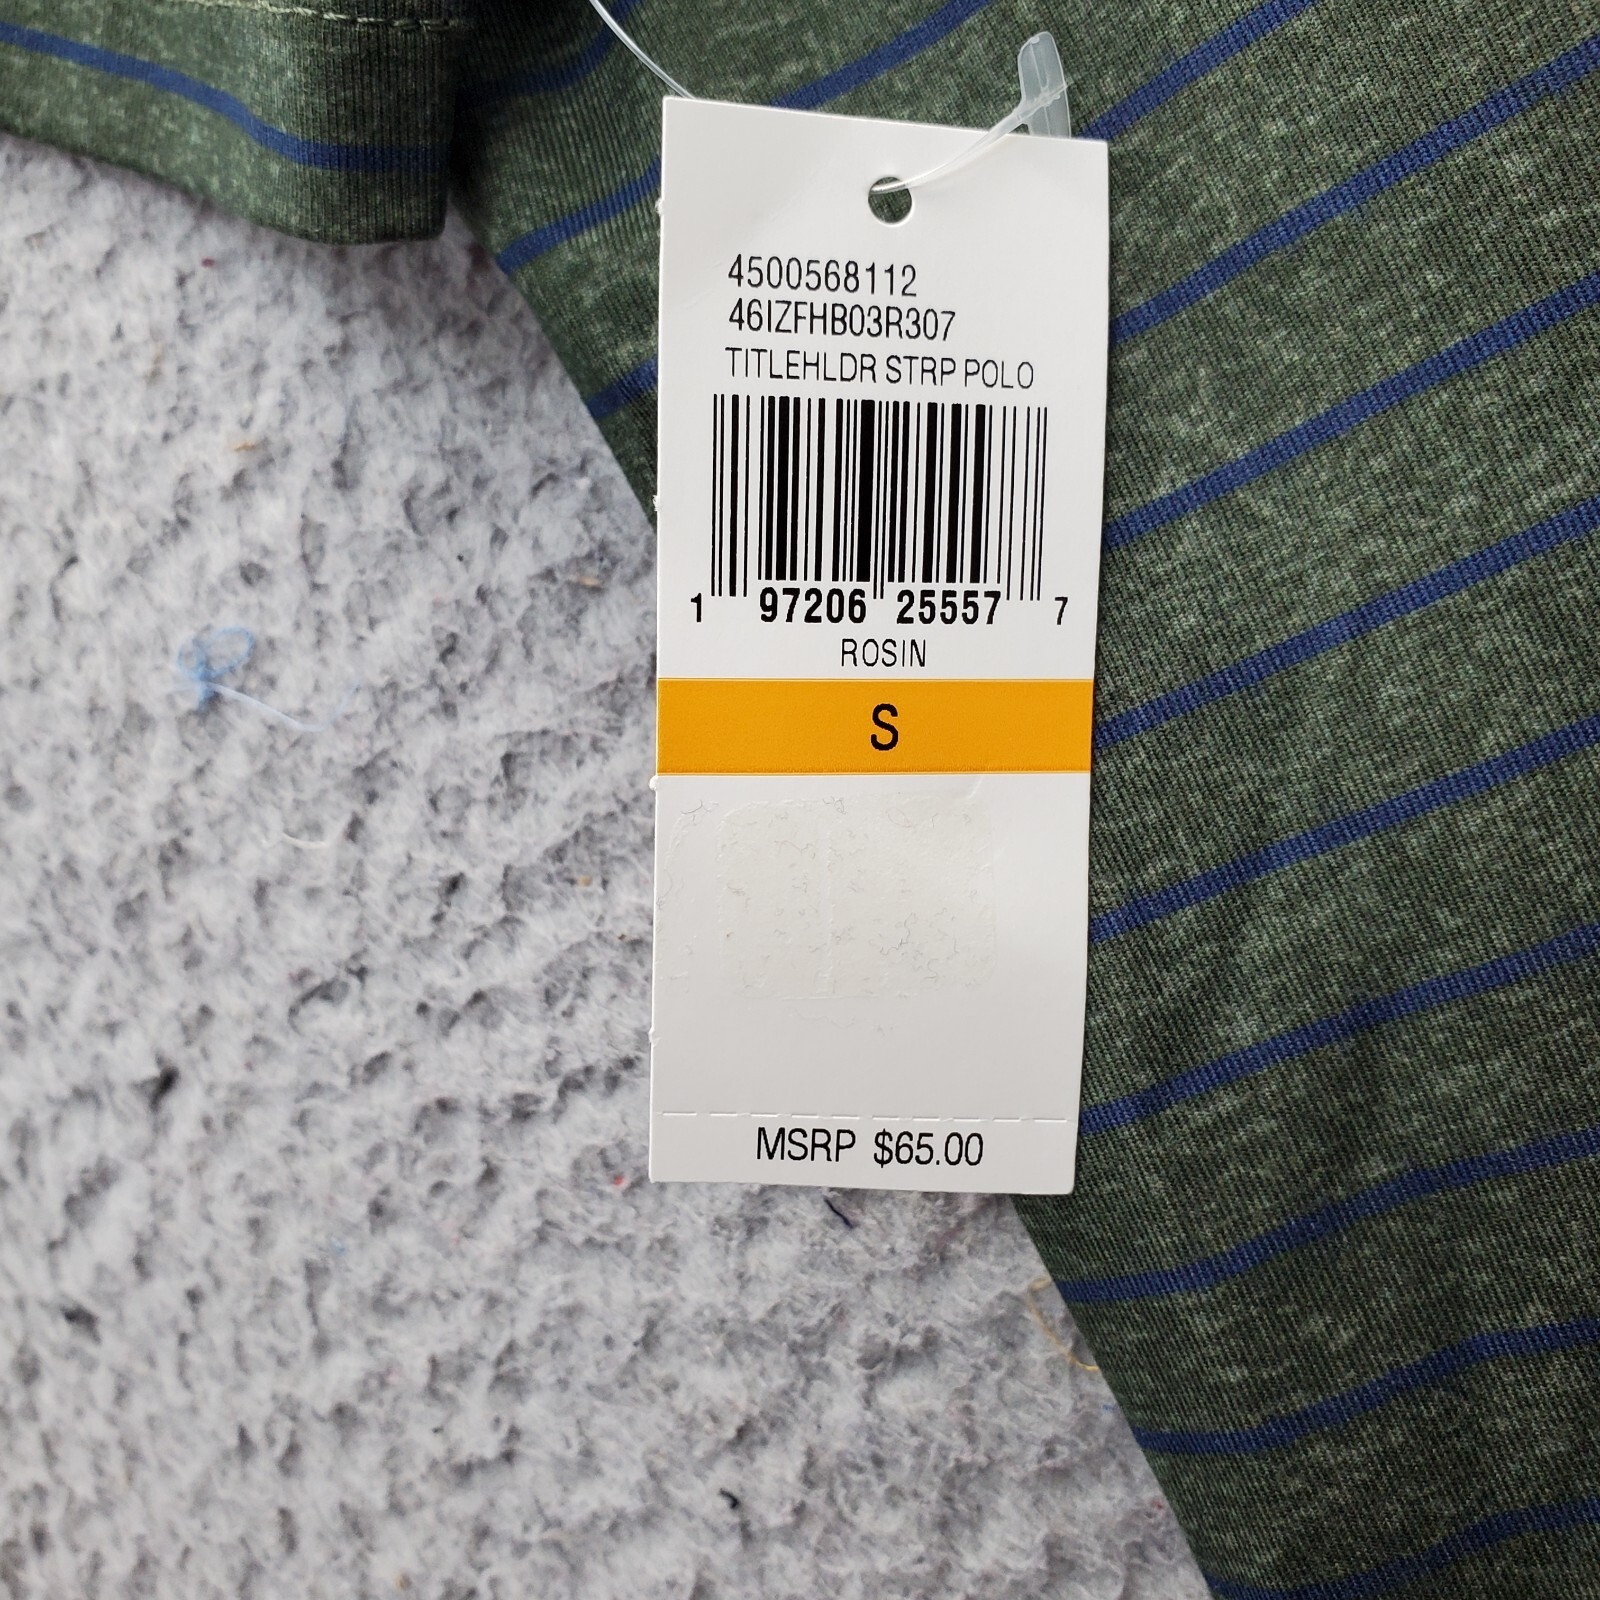 4500568112
46IZFHB03R307
TITLEHLDR STRP POLO
1 97206 25557 7
ROSIN
S
MSRP $65.00